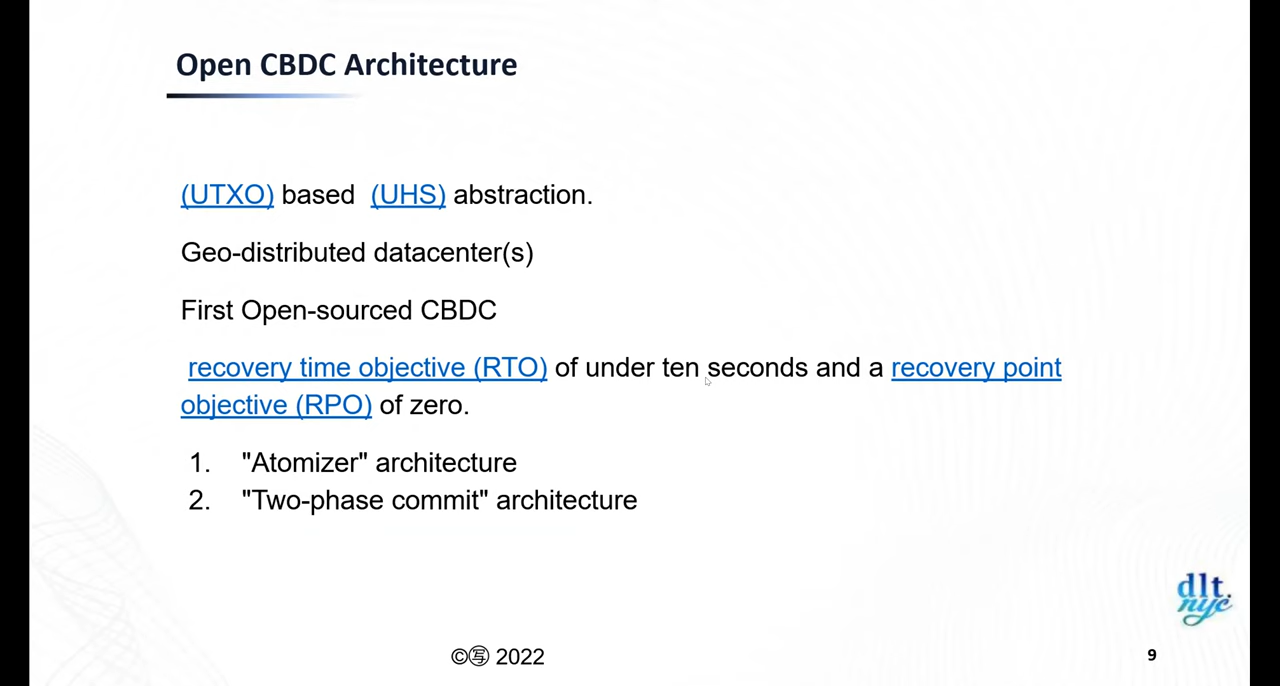 Open CBDC Architecture
(UTXO) based (UHS) abstraction.
Geo-distributed datacenter(s)
First Open-sourced CBDC
recovery time objective (RTO) of under ten seconds and a recovery point
objective (RPO) of zero.
1. "Atomizer" architecture
2. "Two-phase commit" architecture
dlt.
nyc
©㊢ 2022
9